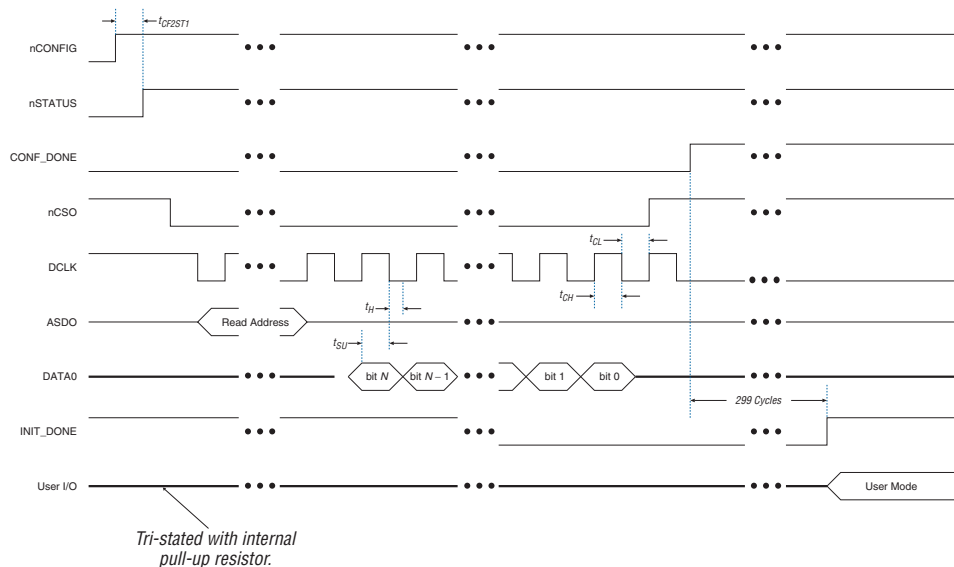 tCF2ST1
nCONFIG
nSTATUS
CONF_DONE
nCSO
tCL
DCLK
tH
tCH
ASDO
Read Address
tSU
DATA0
bit N
bit N – 1
bit 1
bit 0
299 Cycles
INIT_DONE
User I/O
User Mode
Tri-stated with internal
pull-up resistor.